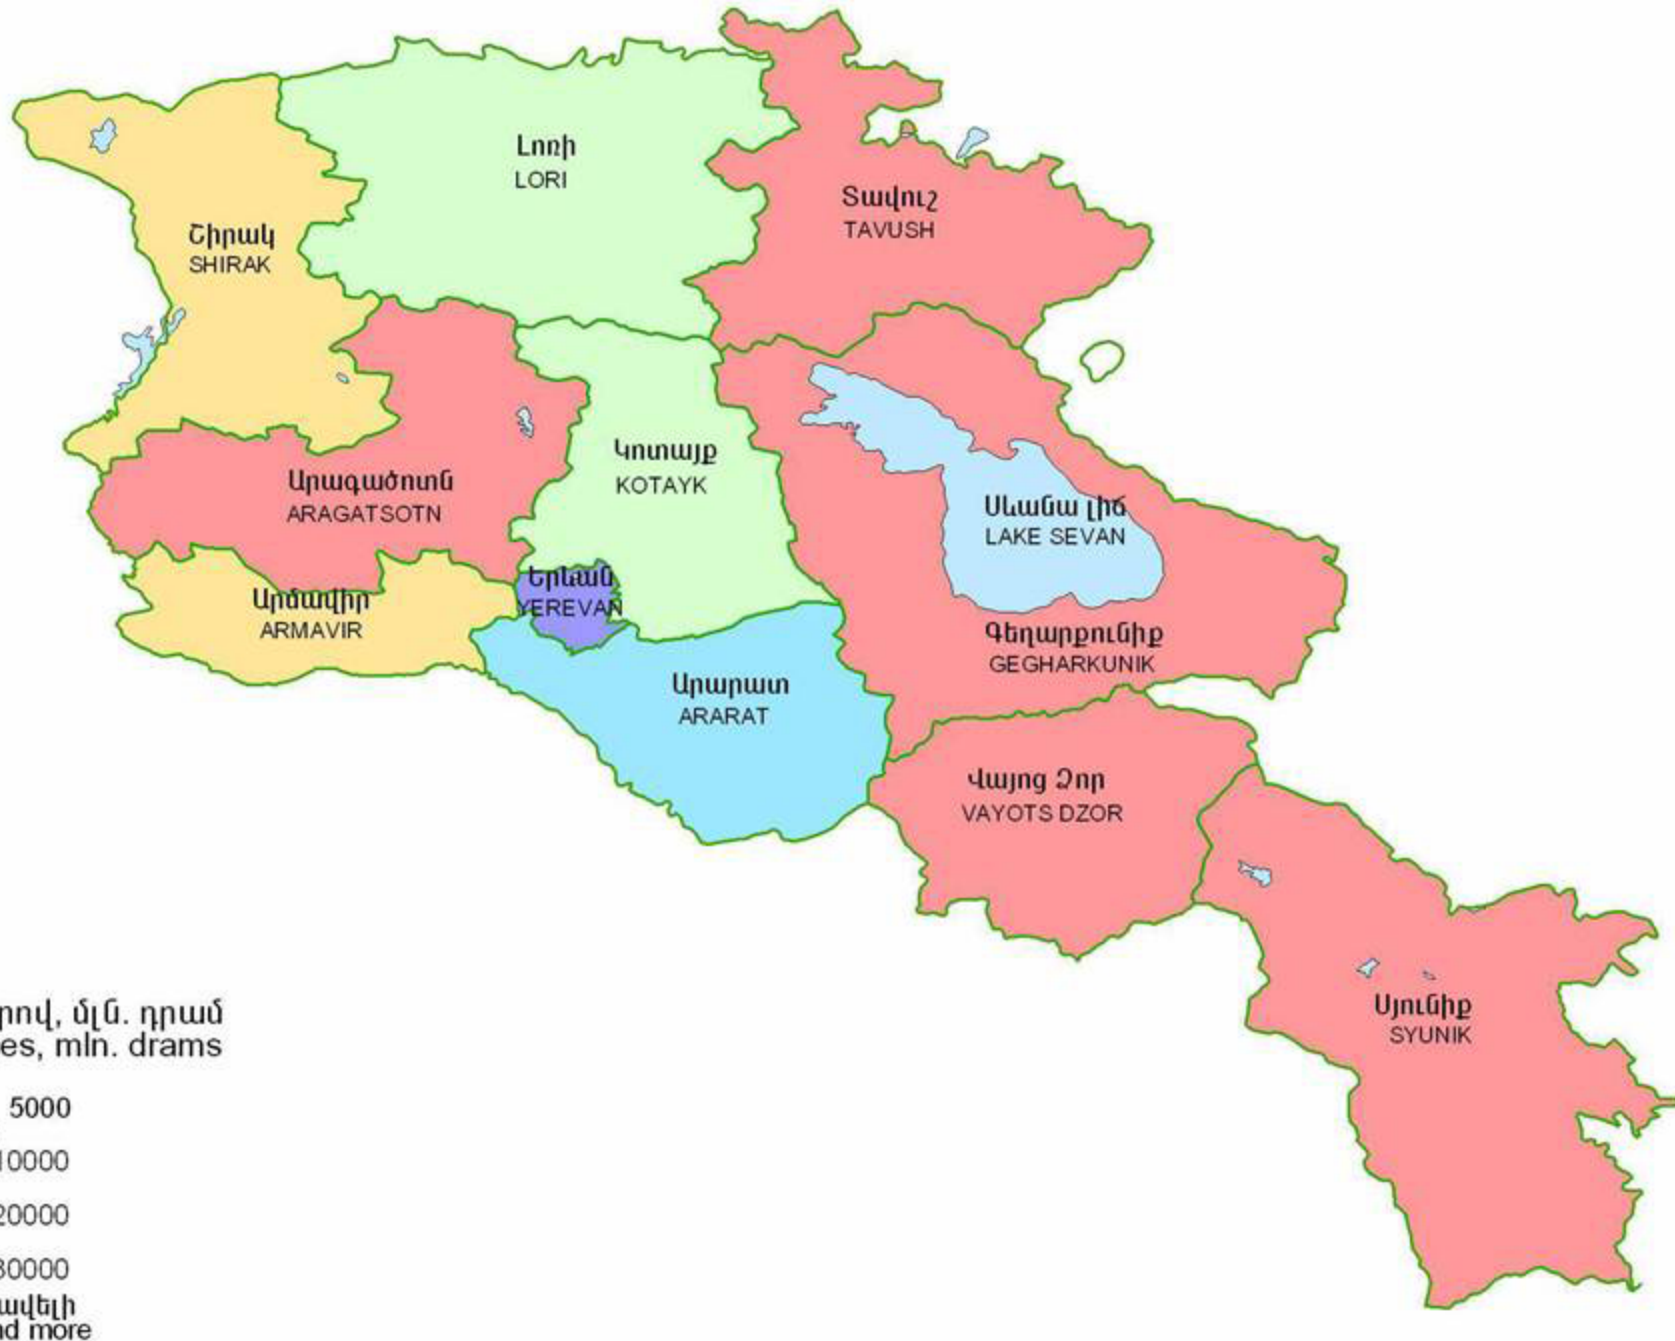 Լոռի
LORI
Տավուշ
TAVUSH
Շիրակ
SHIRAK
Կոտայք
KOTAYK
Արագածոտն
ARAGATSOTN
Սևանա լիճ
LAKE SEVAN
Երևան
YEREVAN
Արմավիր
ARMAVIR
Գեղարքունիք
GEGHARKUNIK
Արարատ
ARARAT
Վայոց Ձոր
VAYOTS DZOR
Սյունիք
SYUNIK
րով, մլն. դրամ
es, mln. drams
5000
10000
20000
30000
ավելի
nd more